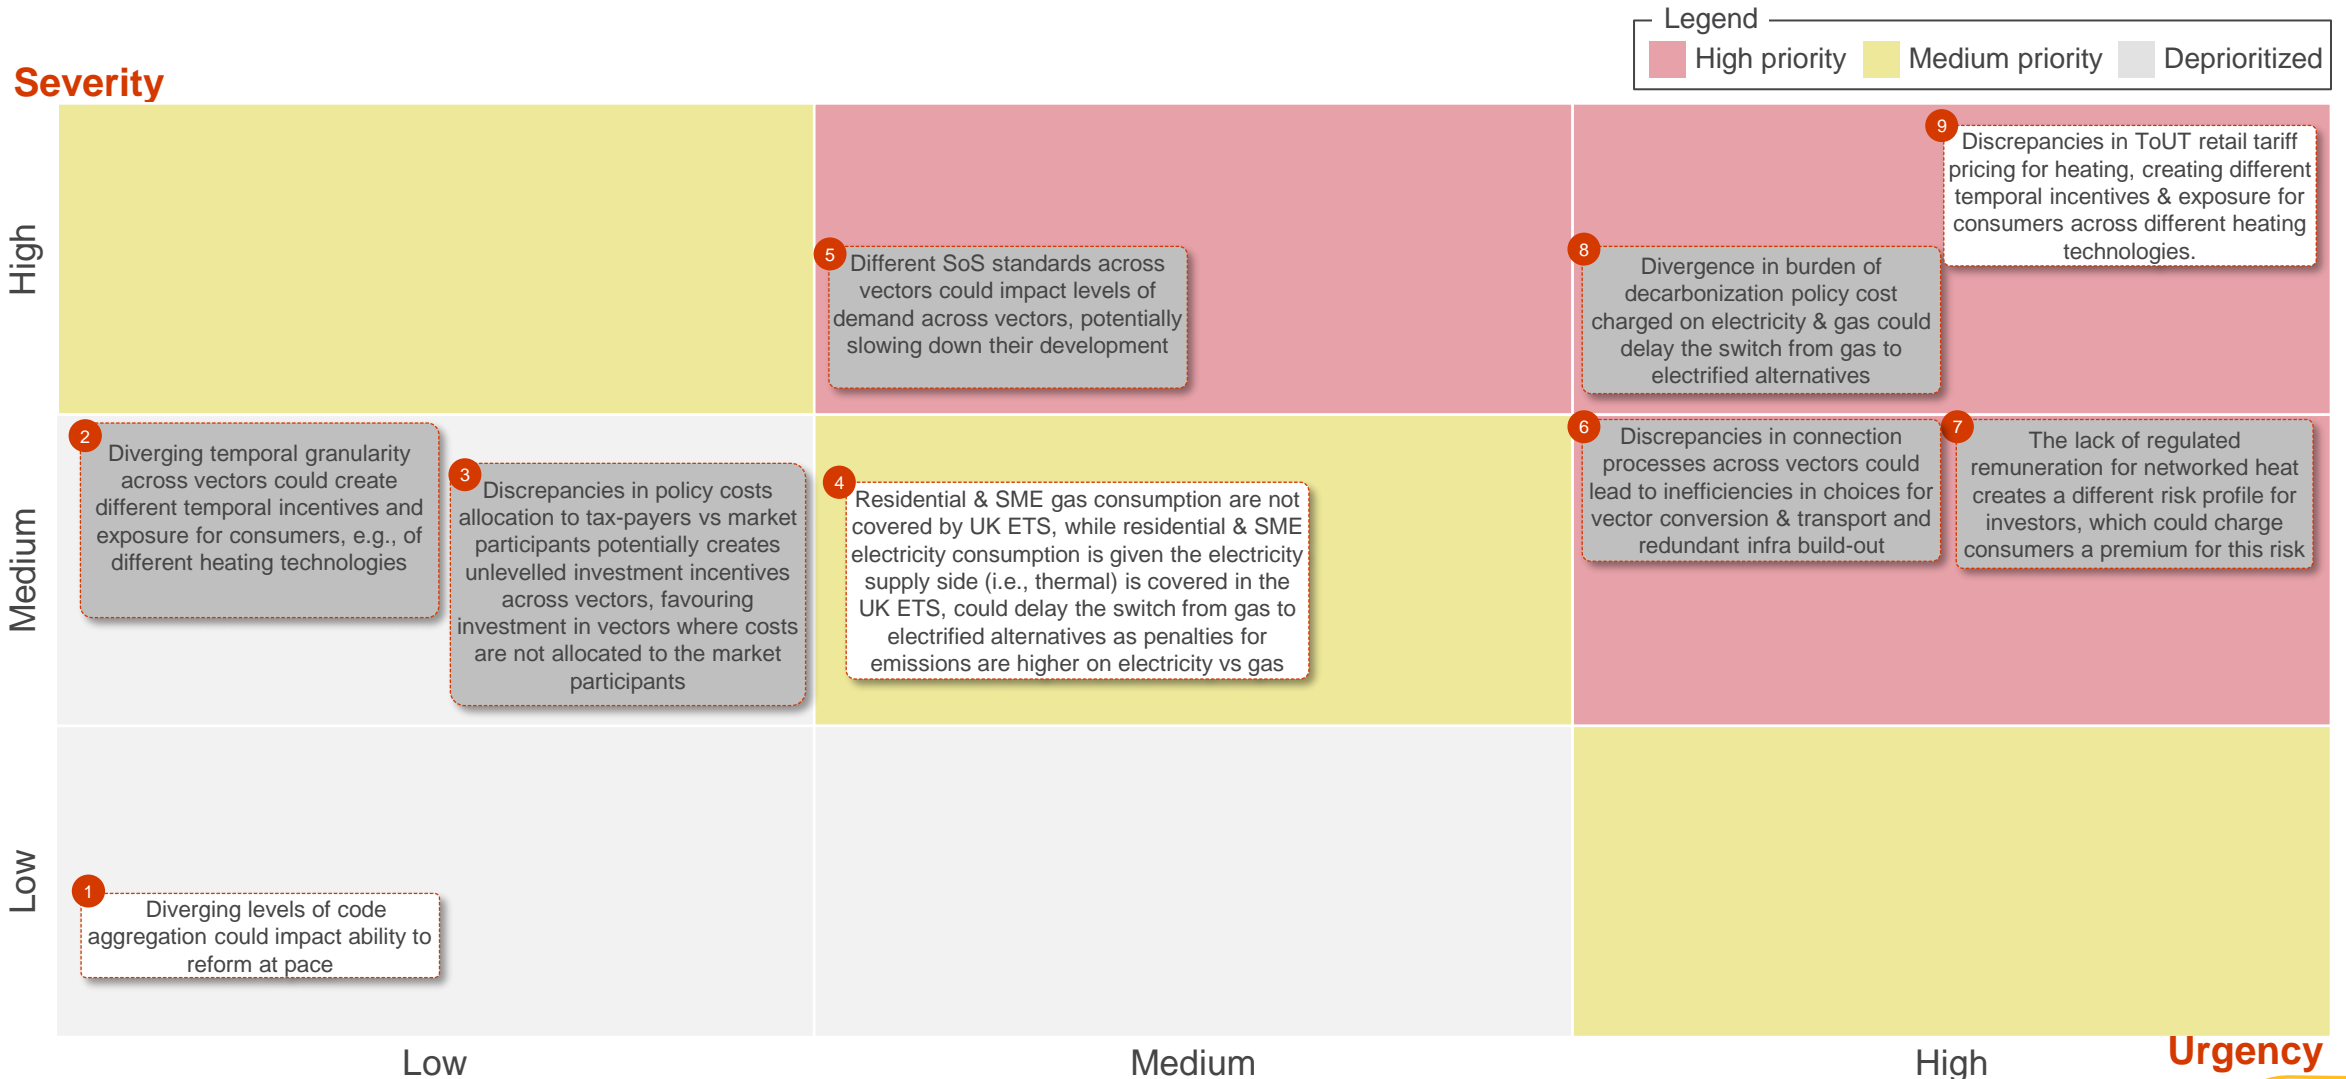 Legend
High priority
Medium priority
Deprioritized
Severity
High
9
Discrepancies in ToUT retail tariff
pricing for heating, creating different
temporal incentives & exposure for
consumers across different heating
technologies.
5
Different SoS standards across
vectors could impact levels of
demand across vectors, potentially
slowing down their development
8
Divergence in burden of
decarbonization policy cost
charged on electricity & gas could
delay the switch from gas to
electrified alternatives
Medium
2
Diverging temporal granularity
across vectors could create
different temporal incentives and
exposure for consumers, e.g., of
different heating technologies
3
Discrepancies in policy costs
allocation to tax-payers vs market
participants potentially creates
unlevelled investment incentives
across vectors, favouring
investment in vectors where costs
are not allocated to the market
participants
4
Residential & SME gas consumption are not
covered by UK ETS, while residential & SME
electricity consumption is given the electricity
supply side (i.e., thermal) is covered in the
UK ETS, could delay the switch from gas to
electrified alternatives as penalties for
emissions are higher on electricity vs gas
6
Discrepancies in connection
processes across vectors could
lead to inefficiencies in choices for
vector conversion & transport and
redundant infra build-out
7
The lack of regulated
remuneration for networked heat
creates a different risk profile for
investors, which could charge
consumers a premium for this risk
Low
1
Diverging levels of code
aggregation could impact ability to
reform at pace
Low
Medium
High
Urgency